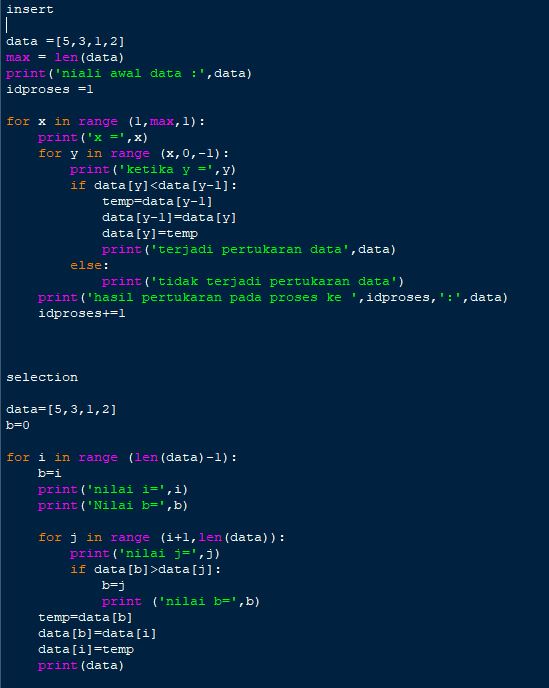 insert
data =[5,3,1,2]
max = len(data)
print('niali awal data :',data)
idproses =1
for x in range (1,max,1):
    print('x =',x)
    for y in range (x,0,-1):
        print('ketika y =',y)
        if data[y]<data[y-1]:
            temp=data[y-1]
            data[y-1]=data[y]
            data[y]=temp
            print('terjadi pertukaran data',data)
        else:
            print('tidak terjadi pertukaran data')
    print('hasil pertukaran pada proses ke ',idproses,':',data)
    idproses+=1
selection
data=[5,3,1,2]
b=0
for i in range (len(data)-1):
    b=i
    print('nilai i=',i)
    print('Nilai b=',b)
    for j in range (i+1,len(data)):
        print('nilai j=',j)
        if data[b]>data[j]:
            b=j
            print ('nilai b=',b)
    temp=data[b]
    data[b]=data[i]
    data[i]=temp
    print(data)